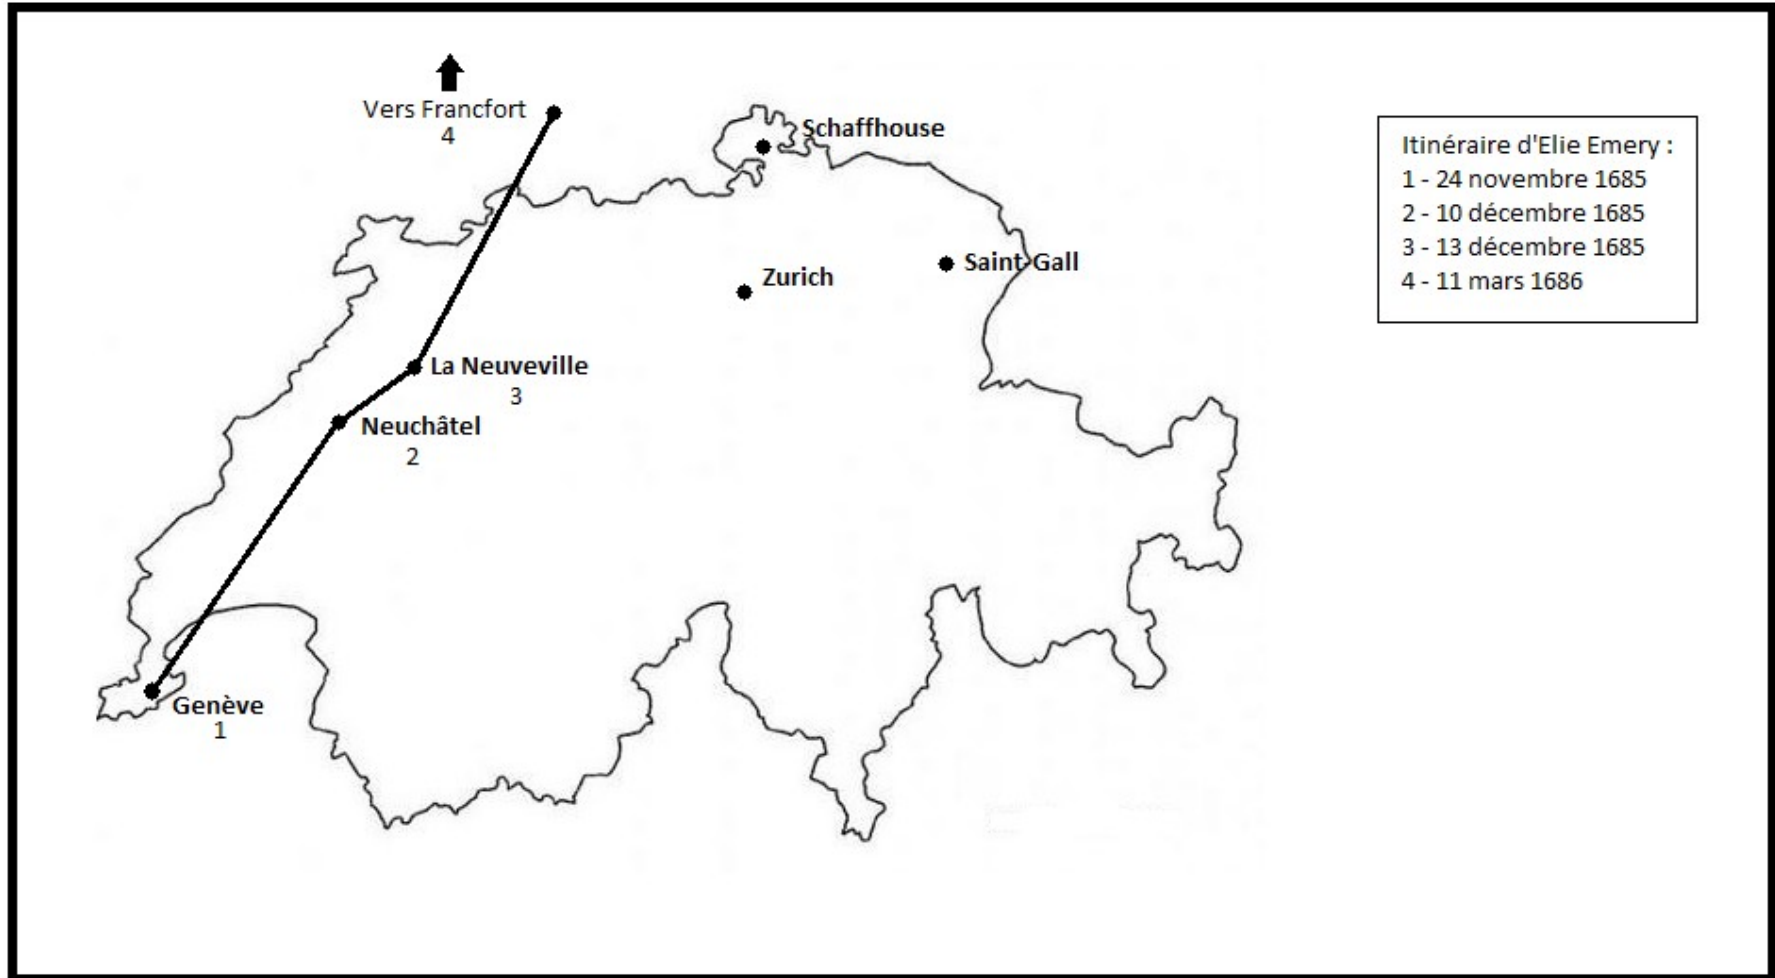 Vers Francfort
4
Schaffhouse
Saint-Gall
Zurich
La Neuveville
3
Neuchâtel
2
Genève
1
Itinéraire d'Elie Emery :
1 - 24 novembre 1685
2 - 10 décembre 1685
3 - 13 décembre 1685
4 - 11 mars 1686